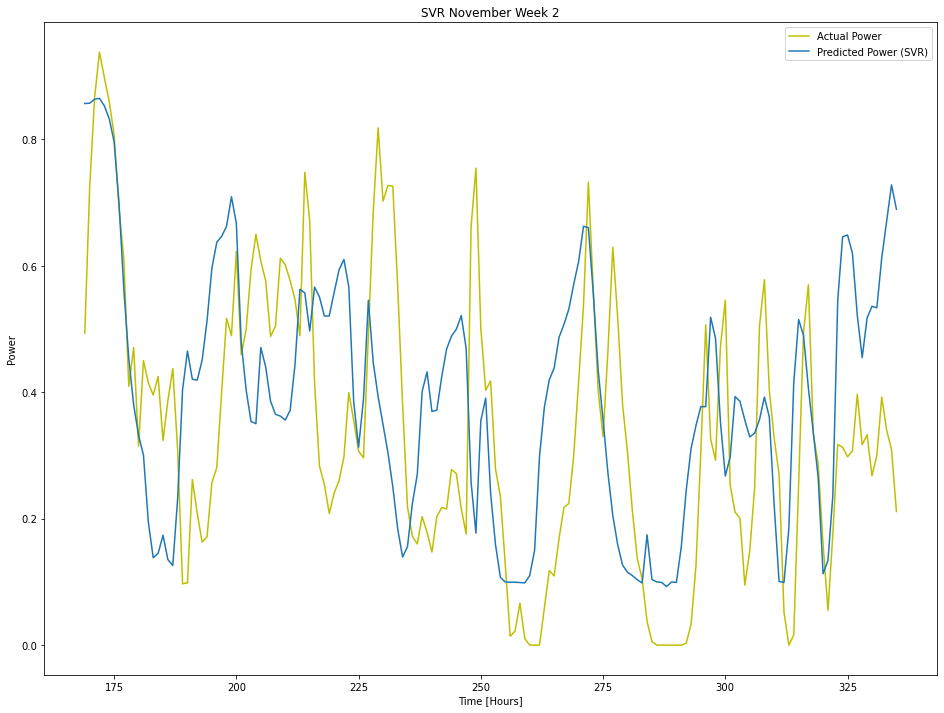 SVR November Week 2
Actual Power
Predicted Power (SVR)
Power
0.8
0.6
0.4
0.2
0.0
175 200 225 250 275 300 325
Time [Hours]